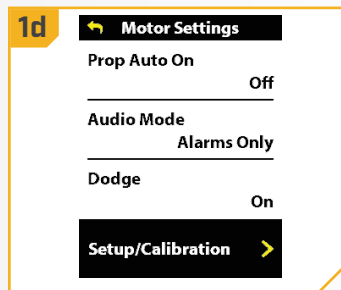 1d
Motor Settings
Prop Auto On
Off
Audio Mode
Alarms Only
Dodge
On
Setup/Calibration